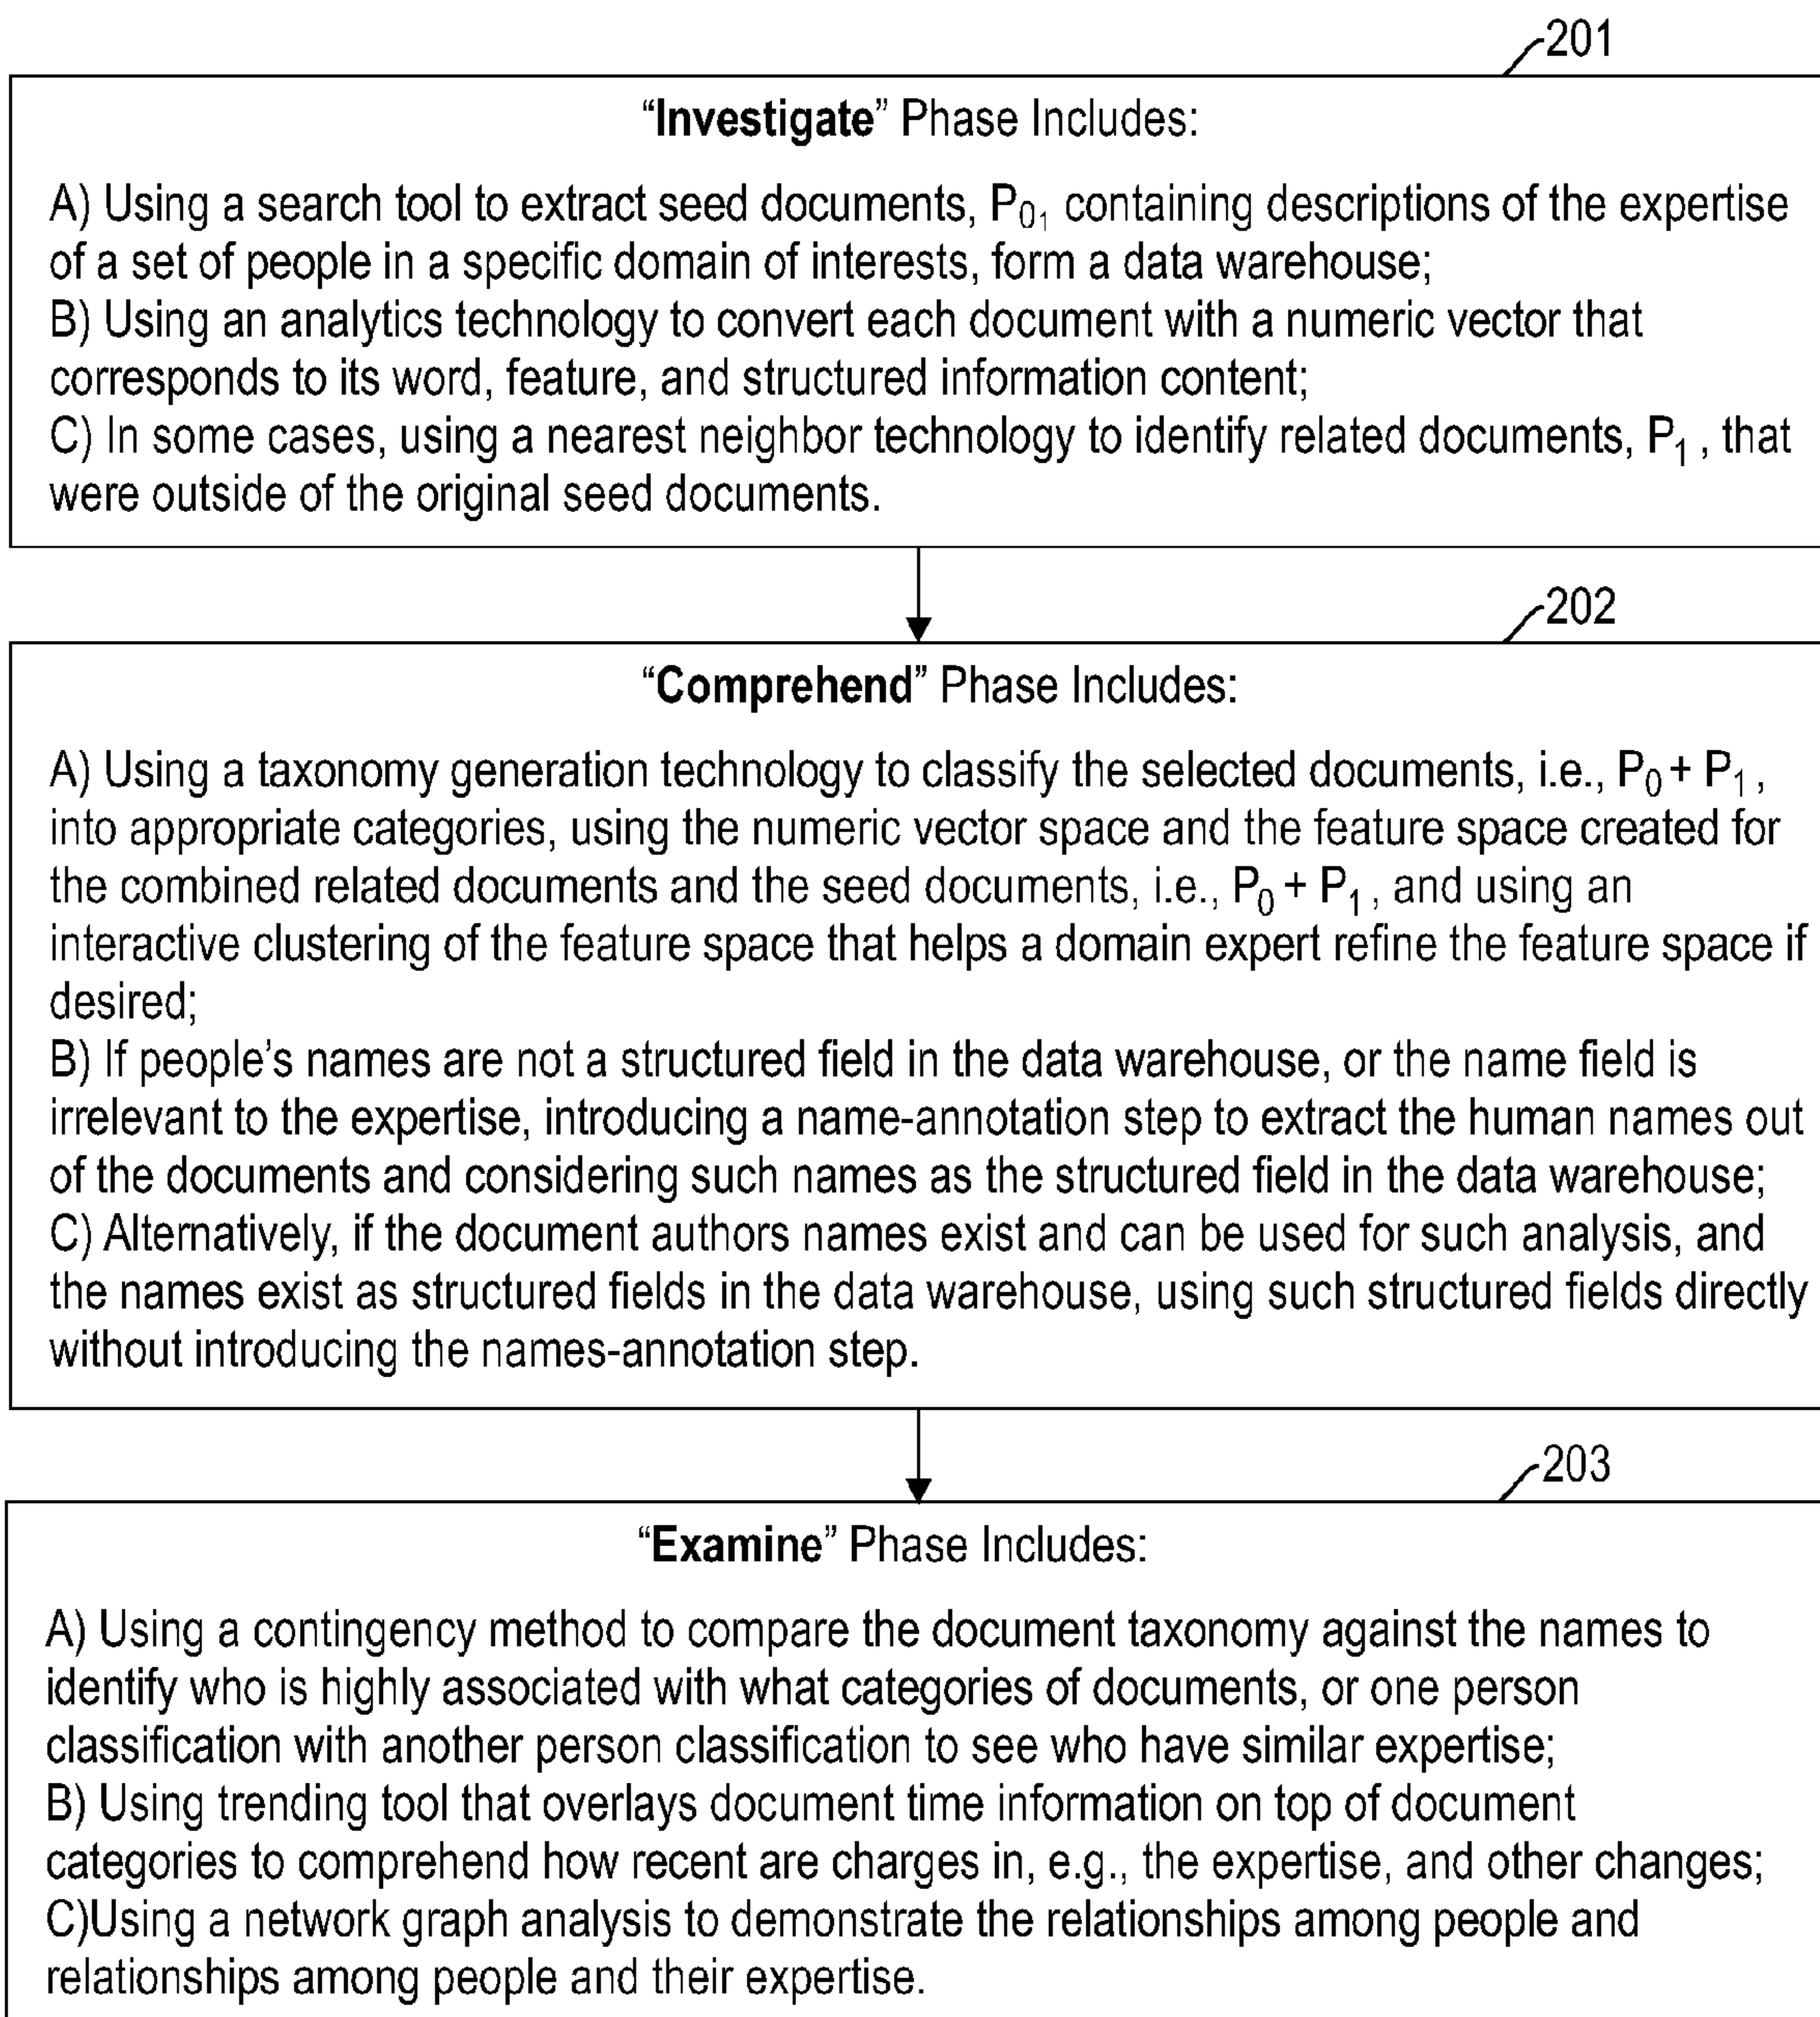 201
“Investigate” Phase Includes:
A) Using a search tool to extract seed documents, P₀₁ containing descriptions of the expertise
of a set of people in a specific domain of interests, form a data warehouse;
B) Using an analytics technology to convert each document with a numeric vector that
corresponds to its word, feature, and structured information content;
C) In some cases, using a nearest neighbor technology to identify related documents, P₁ , that
were outside of the original seed documents.
202
“Comprehend” Phase Includes:
A) Using a taxonomy generation technology to classify the selected documents, i.e., P₀ + P₁ ,
into appropriate categories, using the numeric vector space and the feature space created for
the combined related documents and the seed documents, i.e., P₀ + P₁ , and using an
interactive clustering of the feature space that helps a domain expert refine the feature space if
desired;
B) If people’s names are not a structured field in the data warehouse, or the name field is
irrelevant to the expertise, introducing a name-annotation step to extract the human names out
of the documents and considering such names as the structured field in the data warehouse;
C) Alternatively, if the document authors names exist and can be used for such analysis, and
the names exist as structured fields in the data warehouse, using such structured fields directly
without introducing the names-annotation step.
203
“Examine” Phase Includes:
A) Using a contingency method to compare the document taxonomy against the names to
identify who is highly associated with what categories of documents, or one person
classification with another person classification to see who have similar expertise;
B) Using trending tool that overlays document time information on top of document
categories to comprehend how recent are charges in, e.g., the expertise, and other changes;
C)Using a network graph analysis to demonstrate the relationships among people and
relationships among people and their expertise.